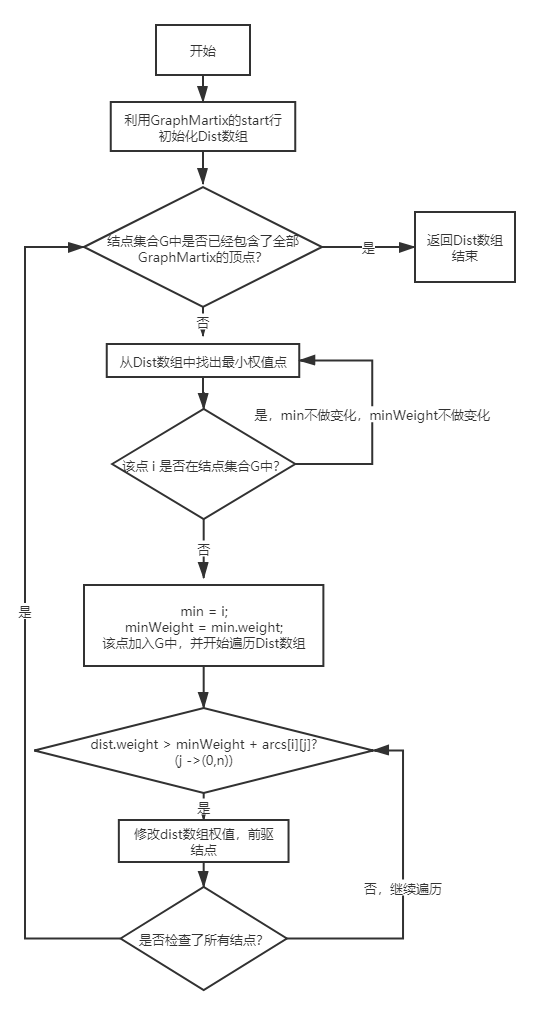 开始
利用GraphMartix的start行
初始化Dist数组
结点集合G中是否已经包含了全部
GraphMartix的顶点?
是
返回Dist数组
结束
否
从Dist数组中找出最小权值点
是，min不做变化，minWeight不做变化
该点 i 是否在结点集合G中?
否
min = i;
minWeight = min.weight;
该点加入G中，并开始遍历Dist数组
是
dist.weight > minWeight + arcs[i][j]?
(j ->(0,n))
是
修改dist数组权值，前驱
结点
否，继续遍历
是否检查了所有结点?